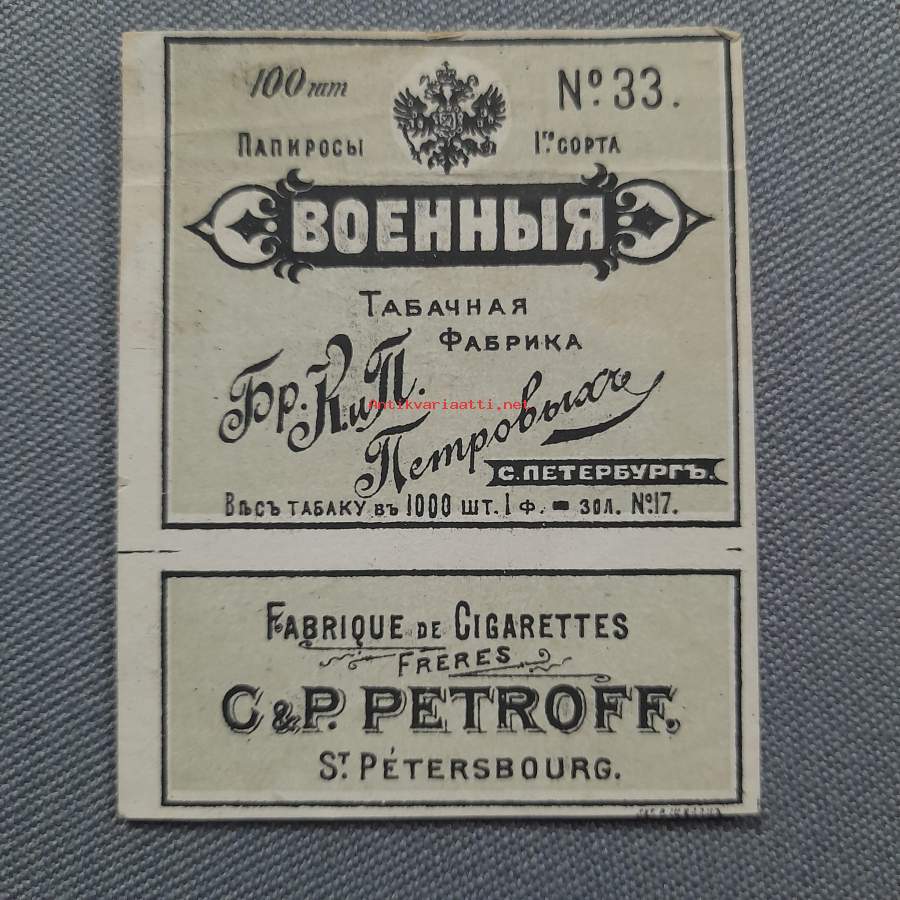 100 шт № 33.
Папиросы 1го сорта
ВОЕННЫЯ
Табачная
Фабрика
Бр. К. и П.
Antikvariaatti.net
Петровыхъ
С. ПЕТЕРБУРГЪ.
Вѣсъ табаку въ 1000 шт. 1 ф. = зол. №17.
Fabrique de Cigarettes
Frères
C & P. PETROFF.
St. Pétersbourg.